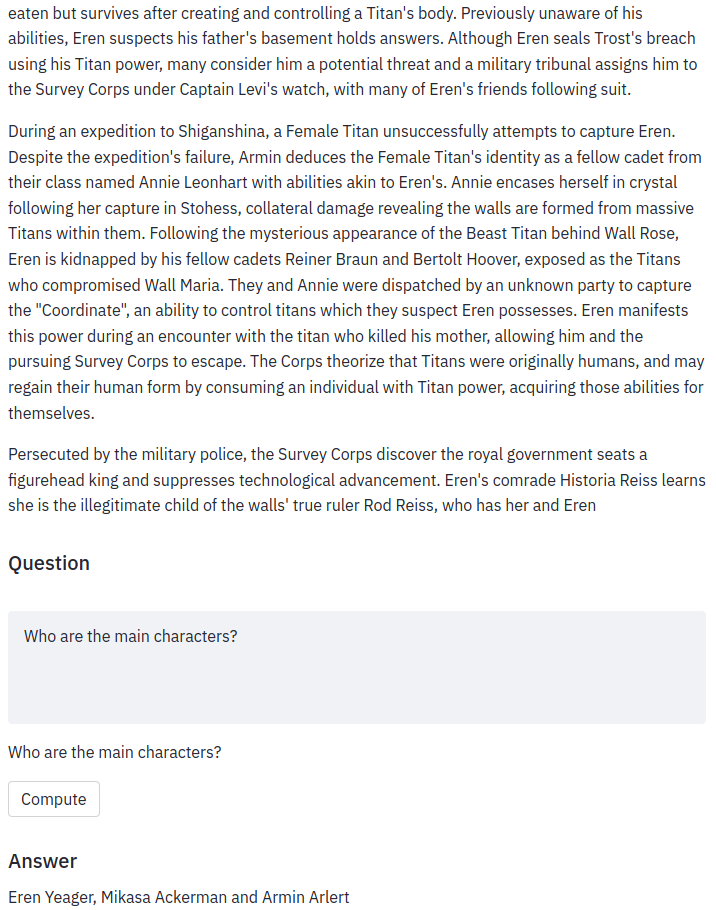 eaten but survives after creating and controlling a Titan's body. Previously unaware of his
abilities, Eren suspects his father's basement holds answers. Although Eren seals Trost's breach
using his Titan power, many consider him a potential threat and a military tribunal assigns him to
the Survey Corps under Captain Levi's watch, with many of Eren's friends following suit.
During an expedition to Shiganshina, a Female Titan unsuccessfully attempts to capture Eren.
Despite the expedition's failure, Armin deduces the Female Titan's identity as a fellow cadet from
their class named Annie Leonhart with abilities akin to Eren's. Annie encases herself in crystal
following her capture in Stohess, collateral damage revealing the walls are formed from massive
Titans within them. Following the mysterious appearance of the Beast Titan behind Wall Rose,
Eren is kidnapped by his fellow cadets Reiner Braun and Bertolt Hoover, exposed as the Titans
who compromised Wall Maria. They and Annie were dispatched by an unknown party to capture
the "Coordinate", an ability to control titans which they suspect Eren possesses. Eren manifests
this power during an encounter with the titan who killed his mother, allowing him and the
pursuing Survey Corps to escape. The Corps theorize that Titans were originally humans, and may
regain their human form by consuming an individual with Titan power, acquiring those abilities for
themselves.
Persecuted by the military police, the Survey Corps discover the royal government seats a
figurehead king and suppresses technological advancement. Eren's comrade Historia Reiss learns
she is the illegitimate child of the walls' true ruler Rod Reiss, who has her and Eren
Question
Who are the main characters?
Who are the main characters?
Compute
Answer
Eren Yeager, Mikasa Ackerman and Armin Arlert